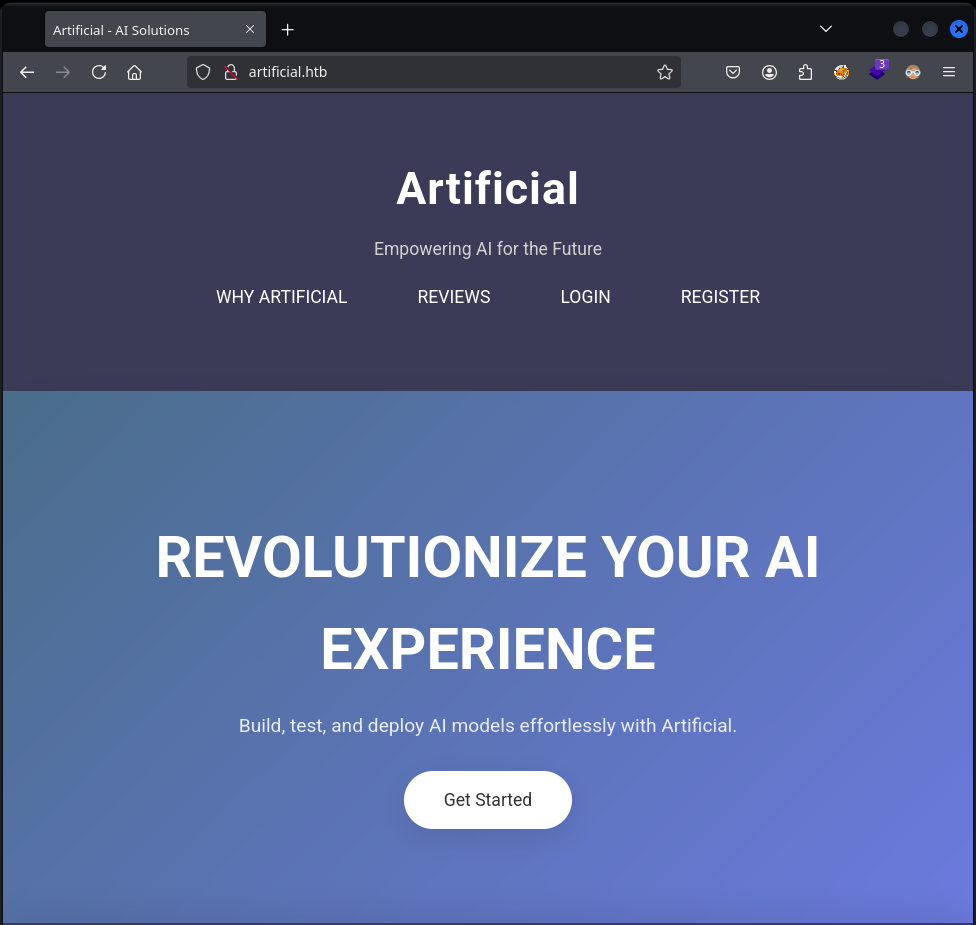 Artificial - AI Solutions
artificial.htb
3
Artificial
Empowering AI for the Future
WHY ARTIFICIAL REVIEWS LOGIN REGISTER
REVOLUTIONIZE YOUR AI
EXPERIENCE
Build, test, and deploy AI models effortlessly with Artificial.
Get Started